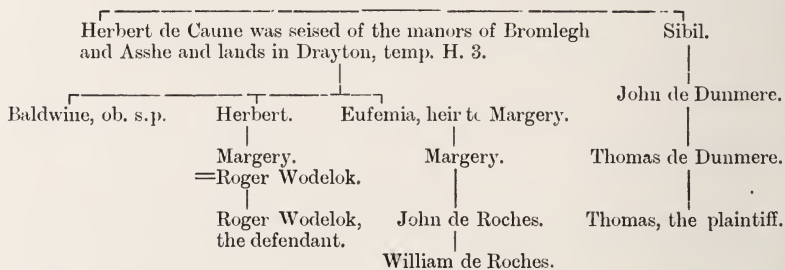 Herbert de Caune was seised of the manors of Bromlegh Sibil.
and Asshe and lands in Drayton, temp. H. 3.
John de Dunmere.
Baldwine, ob. s.p. Herbert. Eufemia, heir to Margery.
Margery. Margery. Thomas de Dunmere.
=Roger Wodelok.
Roger Wodelok, John de Roches. Thomas, the plaintiff.
the defendant.
William de Roches.